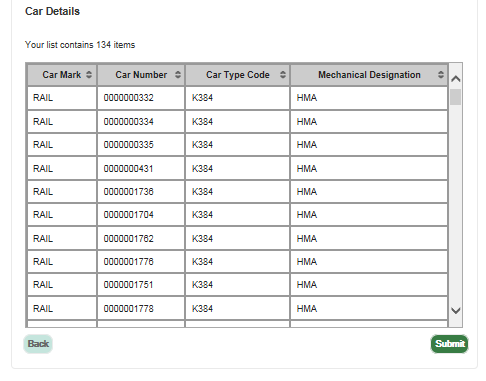 Car Details
Your list contains 134 items
Car Mark Car Number Car Type Code Mechanical Designation
RAIL 0000000332 K384 HMA
RAIL 0000000334 K384 HMA
RAIL 0000000335 K384 HMA
RAIL 0000000431 K384 HMA
RAIL 0000001736 K384 HMA
RAIL 0000001704 K384 HMA
RAIL 0000001762 K384 HMA
RAIL 0000001776 K384 HMA
RAIL 0000001751 K384 HMA
RAIL 0000001778 K384 HMA
Back Submit